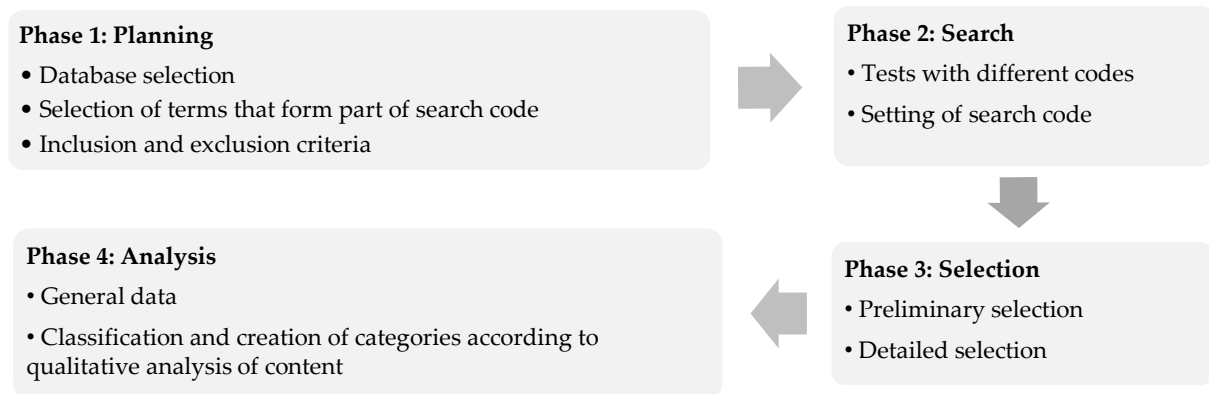 Phase 1: Planning
• Database selection
• Selection of terms that form part of search code
• Inclusion and exclusion criteria
Phase 2: Search
• Tests with different codes
• Setting of search code
Phase 3: Selection
• Preliminary selection
• Detailed selection
Phase 4: Analysis
• General data
• Classification and creation of categories according to
qualitative analysis of content